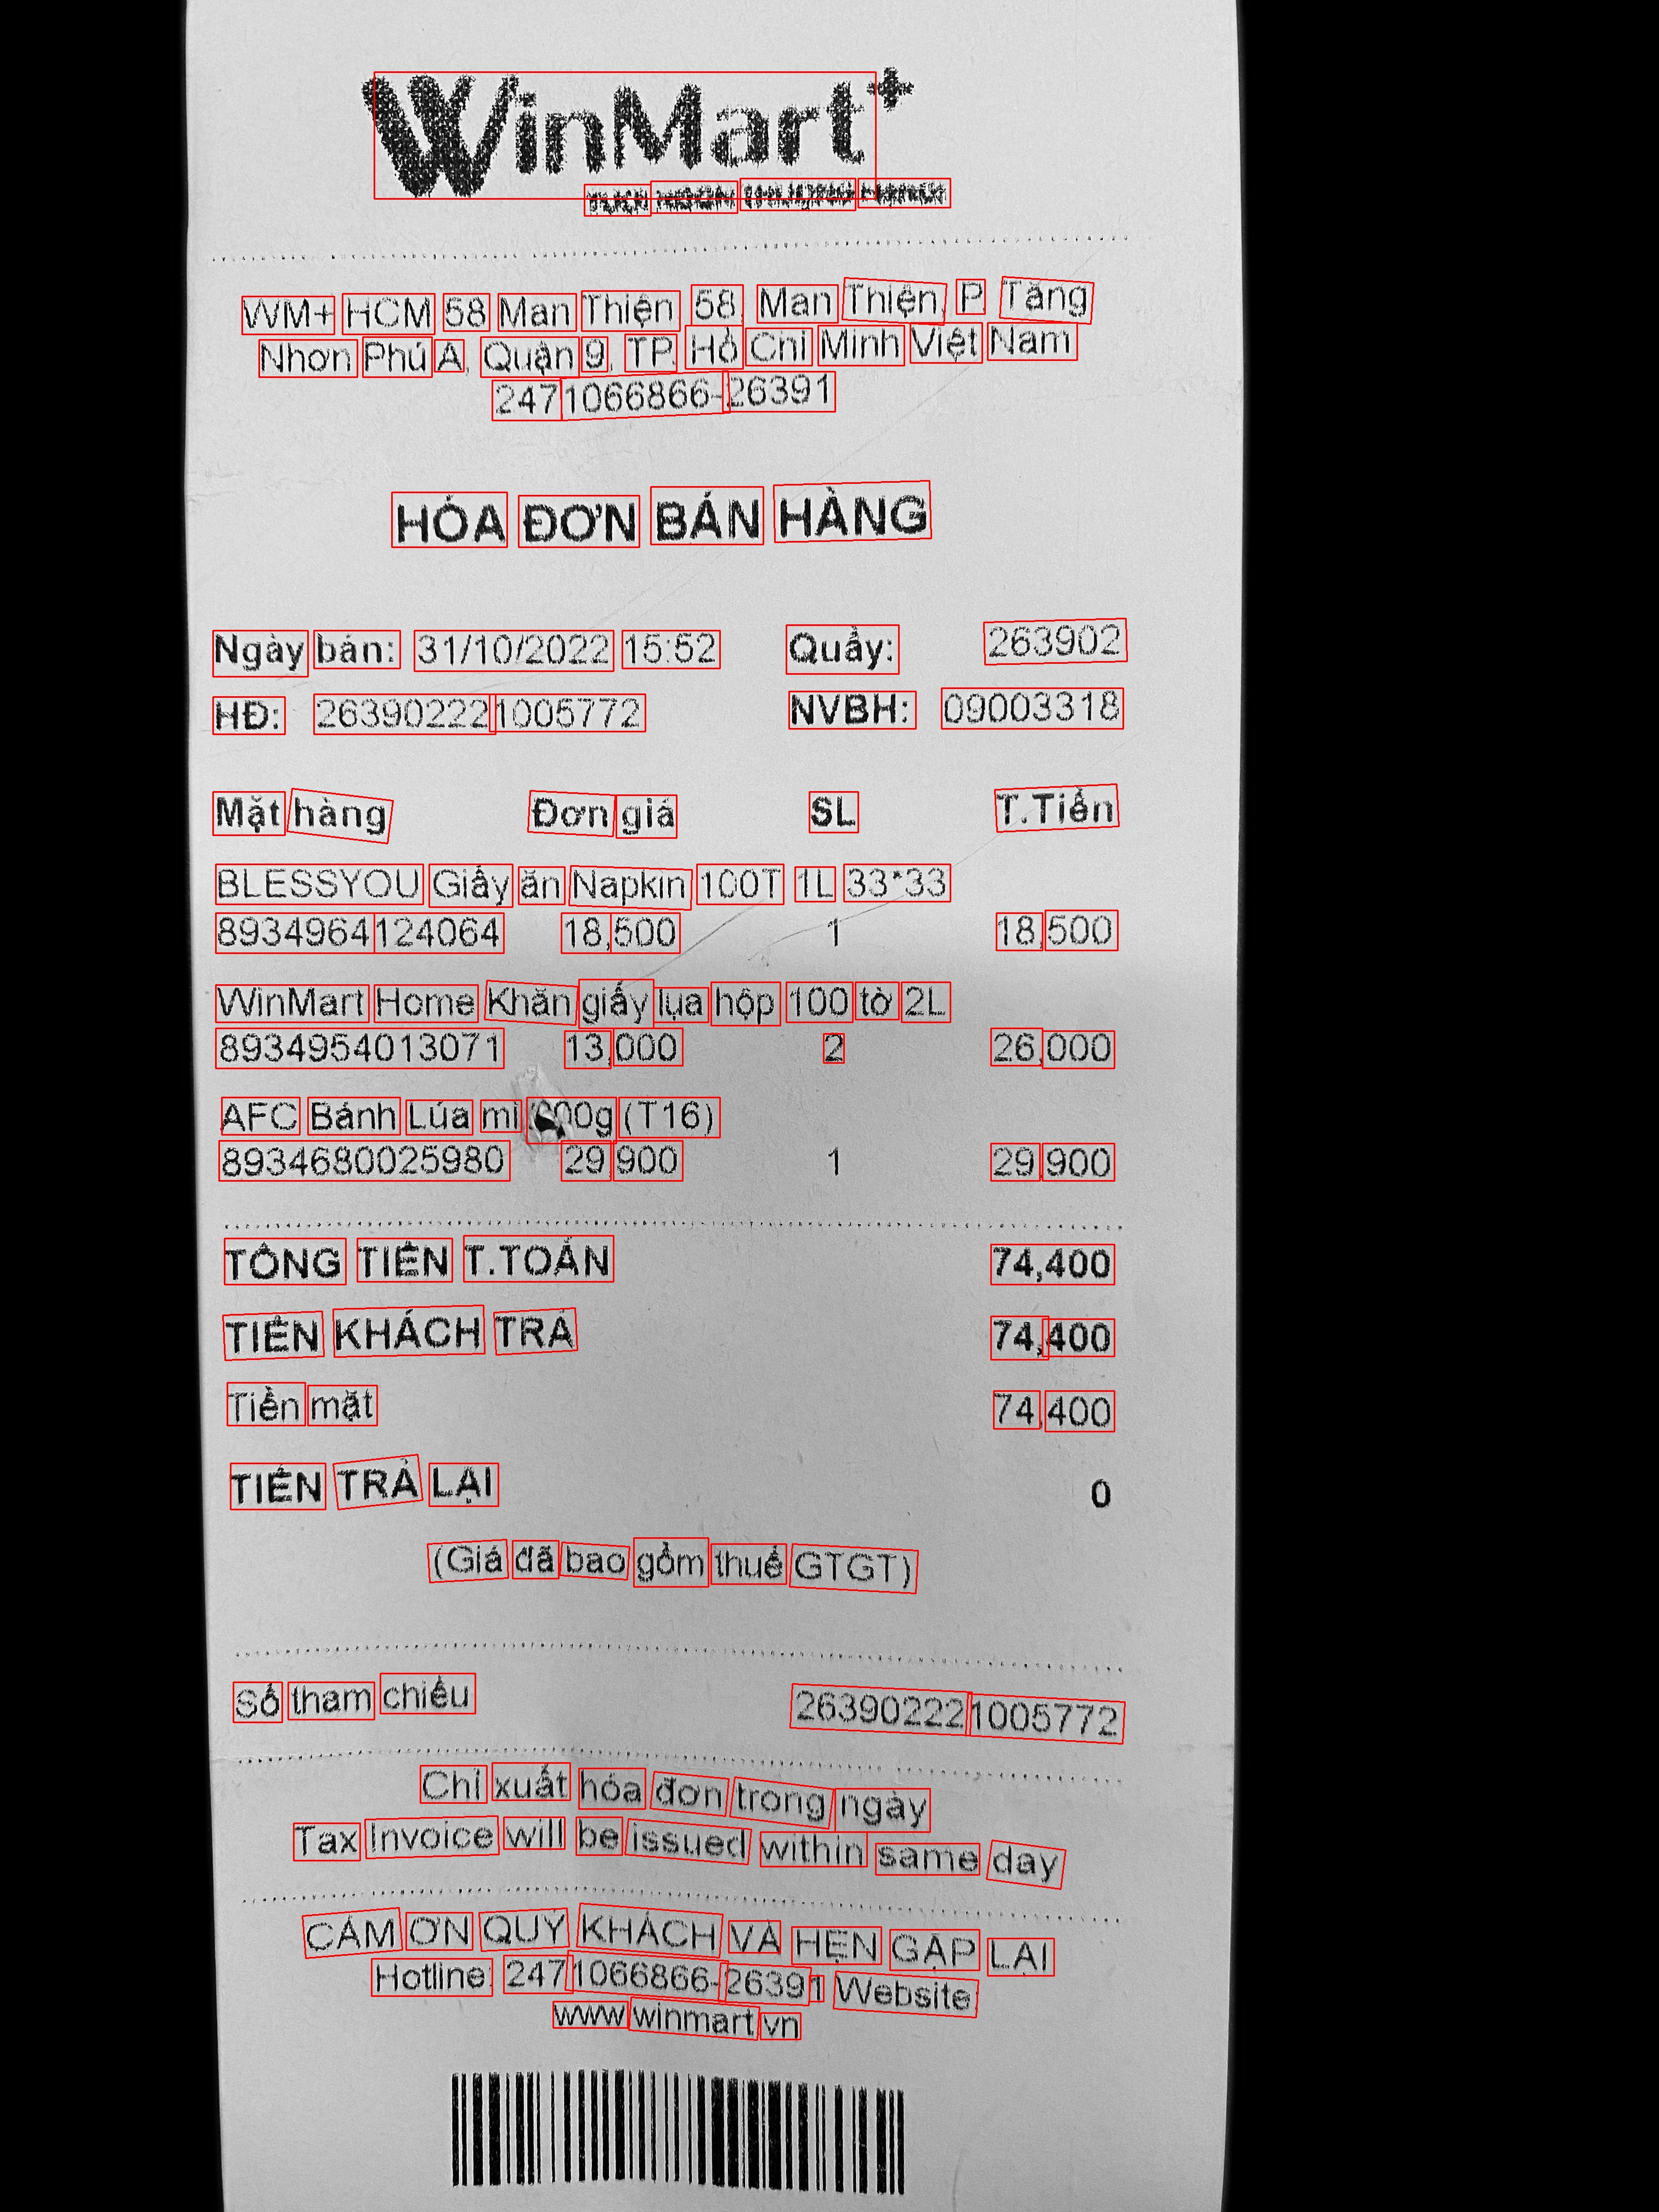 WinMart+
WM+ HCM 58 Man Thiện 58, Man Thiện, P. Tăng
Nhơn Phú A, Quận 9, TP. Hồ Chí Minh Việt Nam
2471066866-26391
HÓA ĐƠN BÁN HÀNG
Ngày bán: 31/10/2022 15:52 Quầy: 263902
HĐ: 263902221005772 NVBH: 09003318
Mặt hàng Đơn giá SL T.Tiền
BLESSYOU Giấy ăn Napkin 100T 1L 33*33
8934964124064 18,500 1 18,500
WinMart Home Khăn giấy lụa hộp 100 tờ 2L
8934954013071 13,000 2 26,000
AFC Bánh Lúa mì (T16)
8934680025980 29,900 1 29,900
TỔNG TIỀN T.TOÁN 74,400
TIỀN KHÁCH TRẢ 74,400
Tiền mặt 74,400
TIỀN TRẢ LẠI 0
(Giá đã bao gồm thuế GTGT)
Số tham chiếu 263902221005772
Chỉ xuất hóa đơn trong ngày
Tax Invoice will be issued within same day
CẢM ƠN QUÝ KHÁCH VÀ HẸN GẶP LẠI
Hotline: 2471066866-26391 Website:
www.winmart.vn